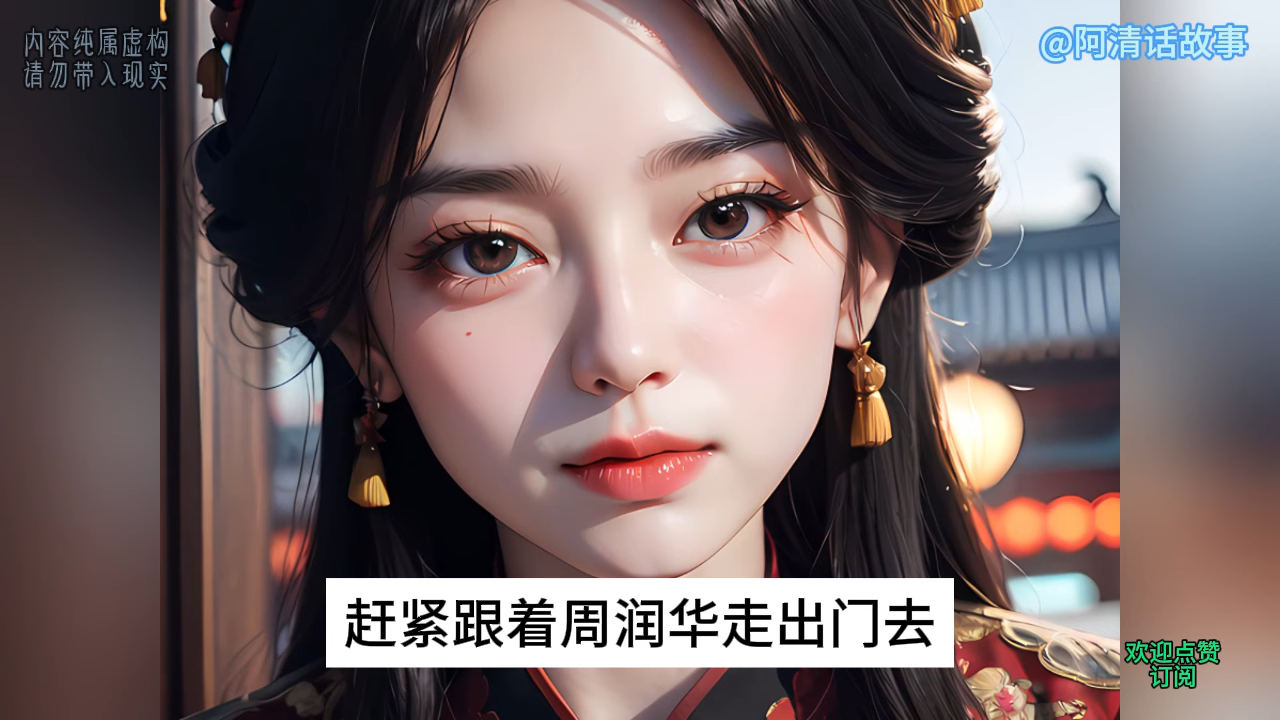 内容纯属虚构
请勿带入现实
@阿清话故事
赶紧跟着周润华走出门去
欢迎点赞
订阅